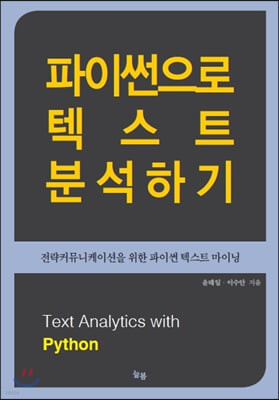 파이썬으로
텍스트
분석하기
전략커뮤니케이션을 위한 파이썬 텍스트 마이닝
윤태일 · 이수안 지음
Text Analytics with
Python
늘봄